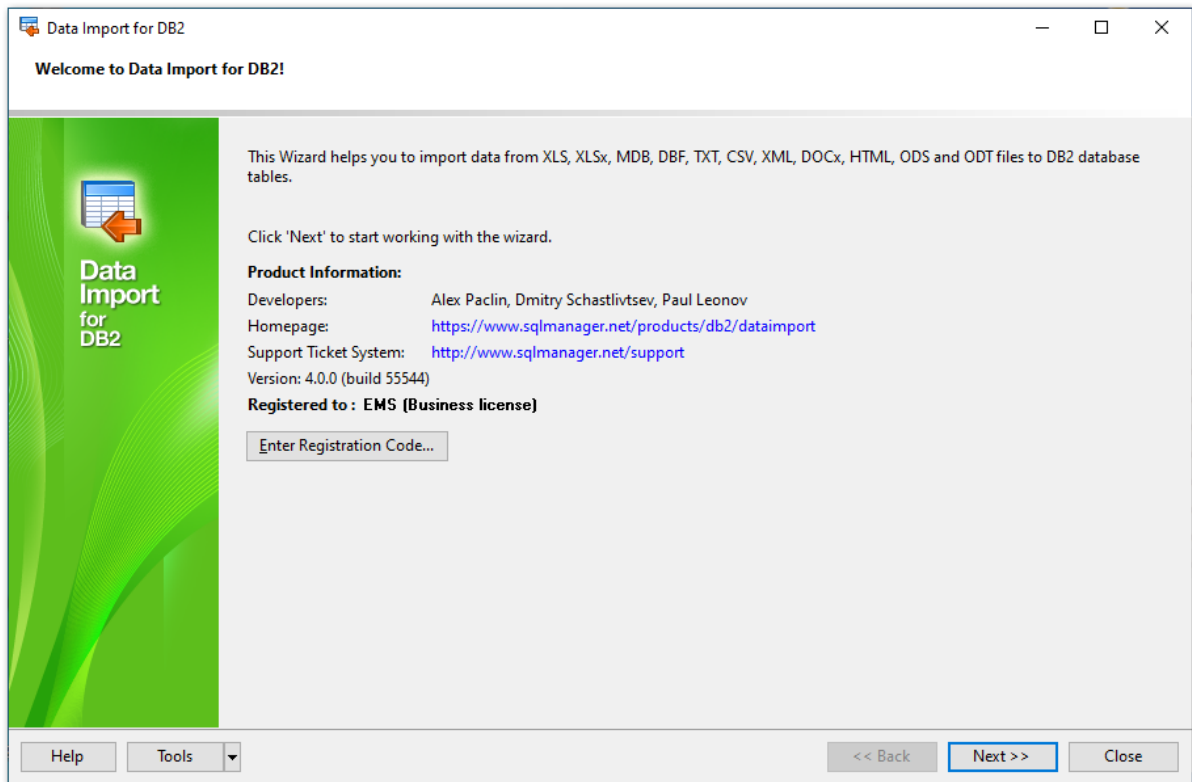 Data Import for DB2
Welcome to Data Import for DB2!
This Wizard helps you to import data from XLS, XLSx, MDB, DBF, TXT, CSV, XML, DOCx, HTML, ODS and ODT files to DB2 database
tables.
Click 'Next' to start working with the wizard.
Data
Import
for
DB2
Product Information:
Developers: Alex Paclin, Dmitry Schastlivtsev, Paul Leonov
Homepage: https://www.sqlmanager.net/products/db2/dataimport
Support Ticket System: http://www.sqlmanager.net/support
Version: 4.0.0 (build 55544)
Registered to : EMS (Business license)
Enter Registration Code...
Help Tools << Back Next >> Close